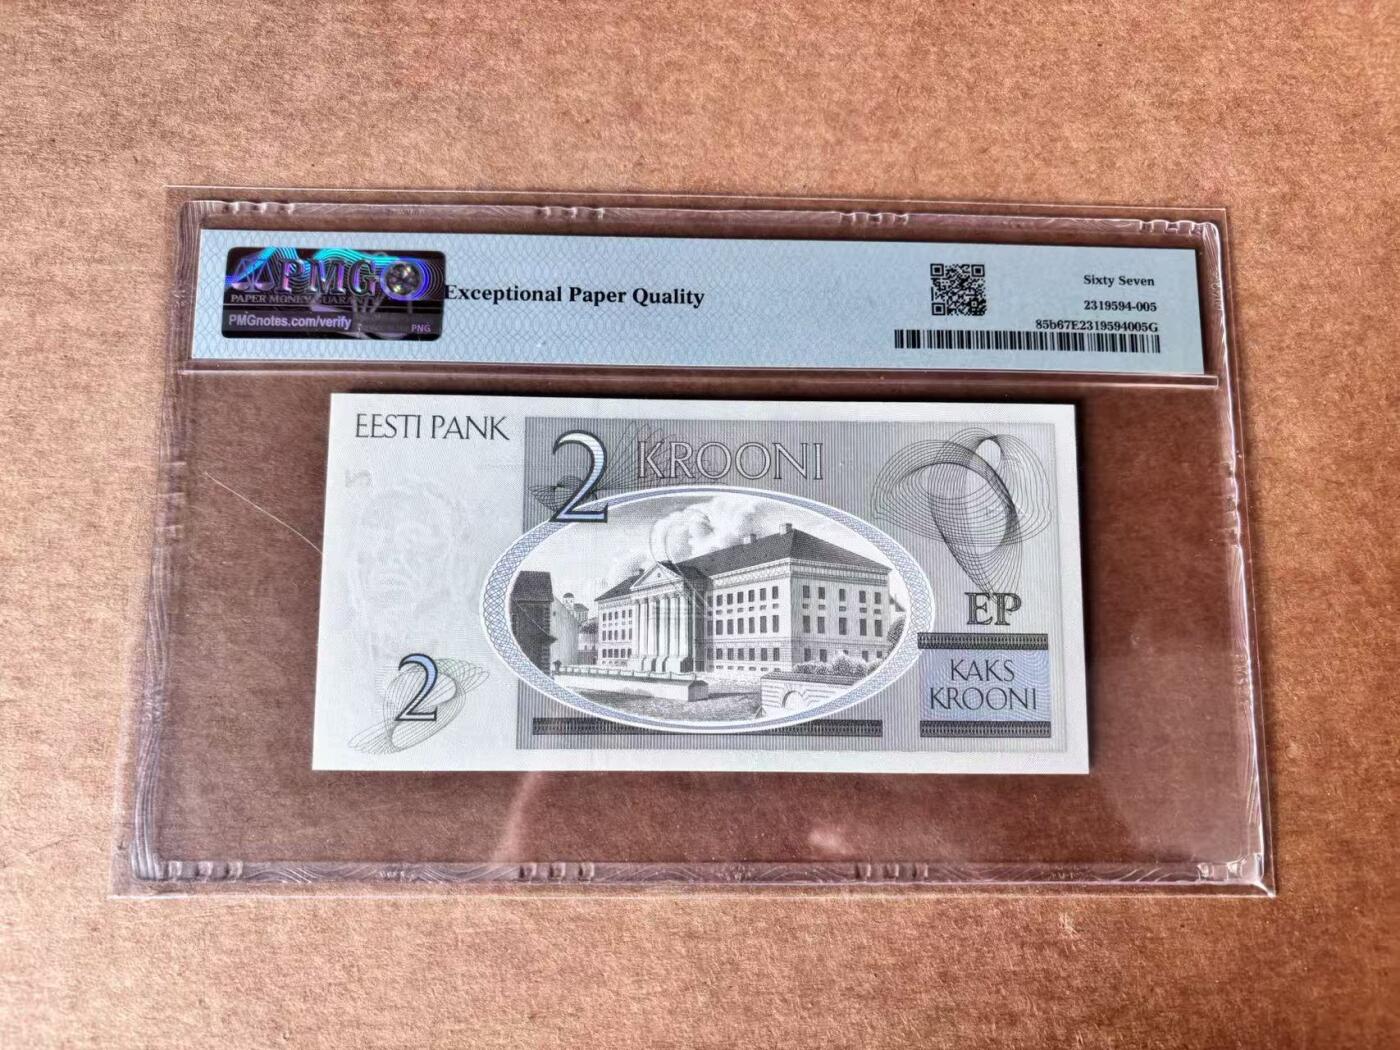 PMG
PAPER MONEY GUARANTY
PMGnotes.com/verify
PNG
Exceptional Paper Quality
Sixty Seven
2319594-005
85b67E2319594005G
EESTI PANK
2 KROONI
2
EP
KAKS
KROONI
2